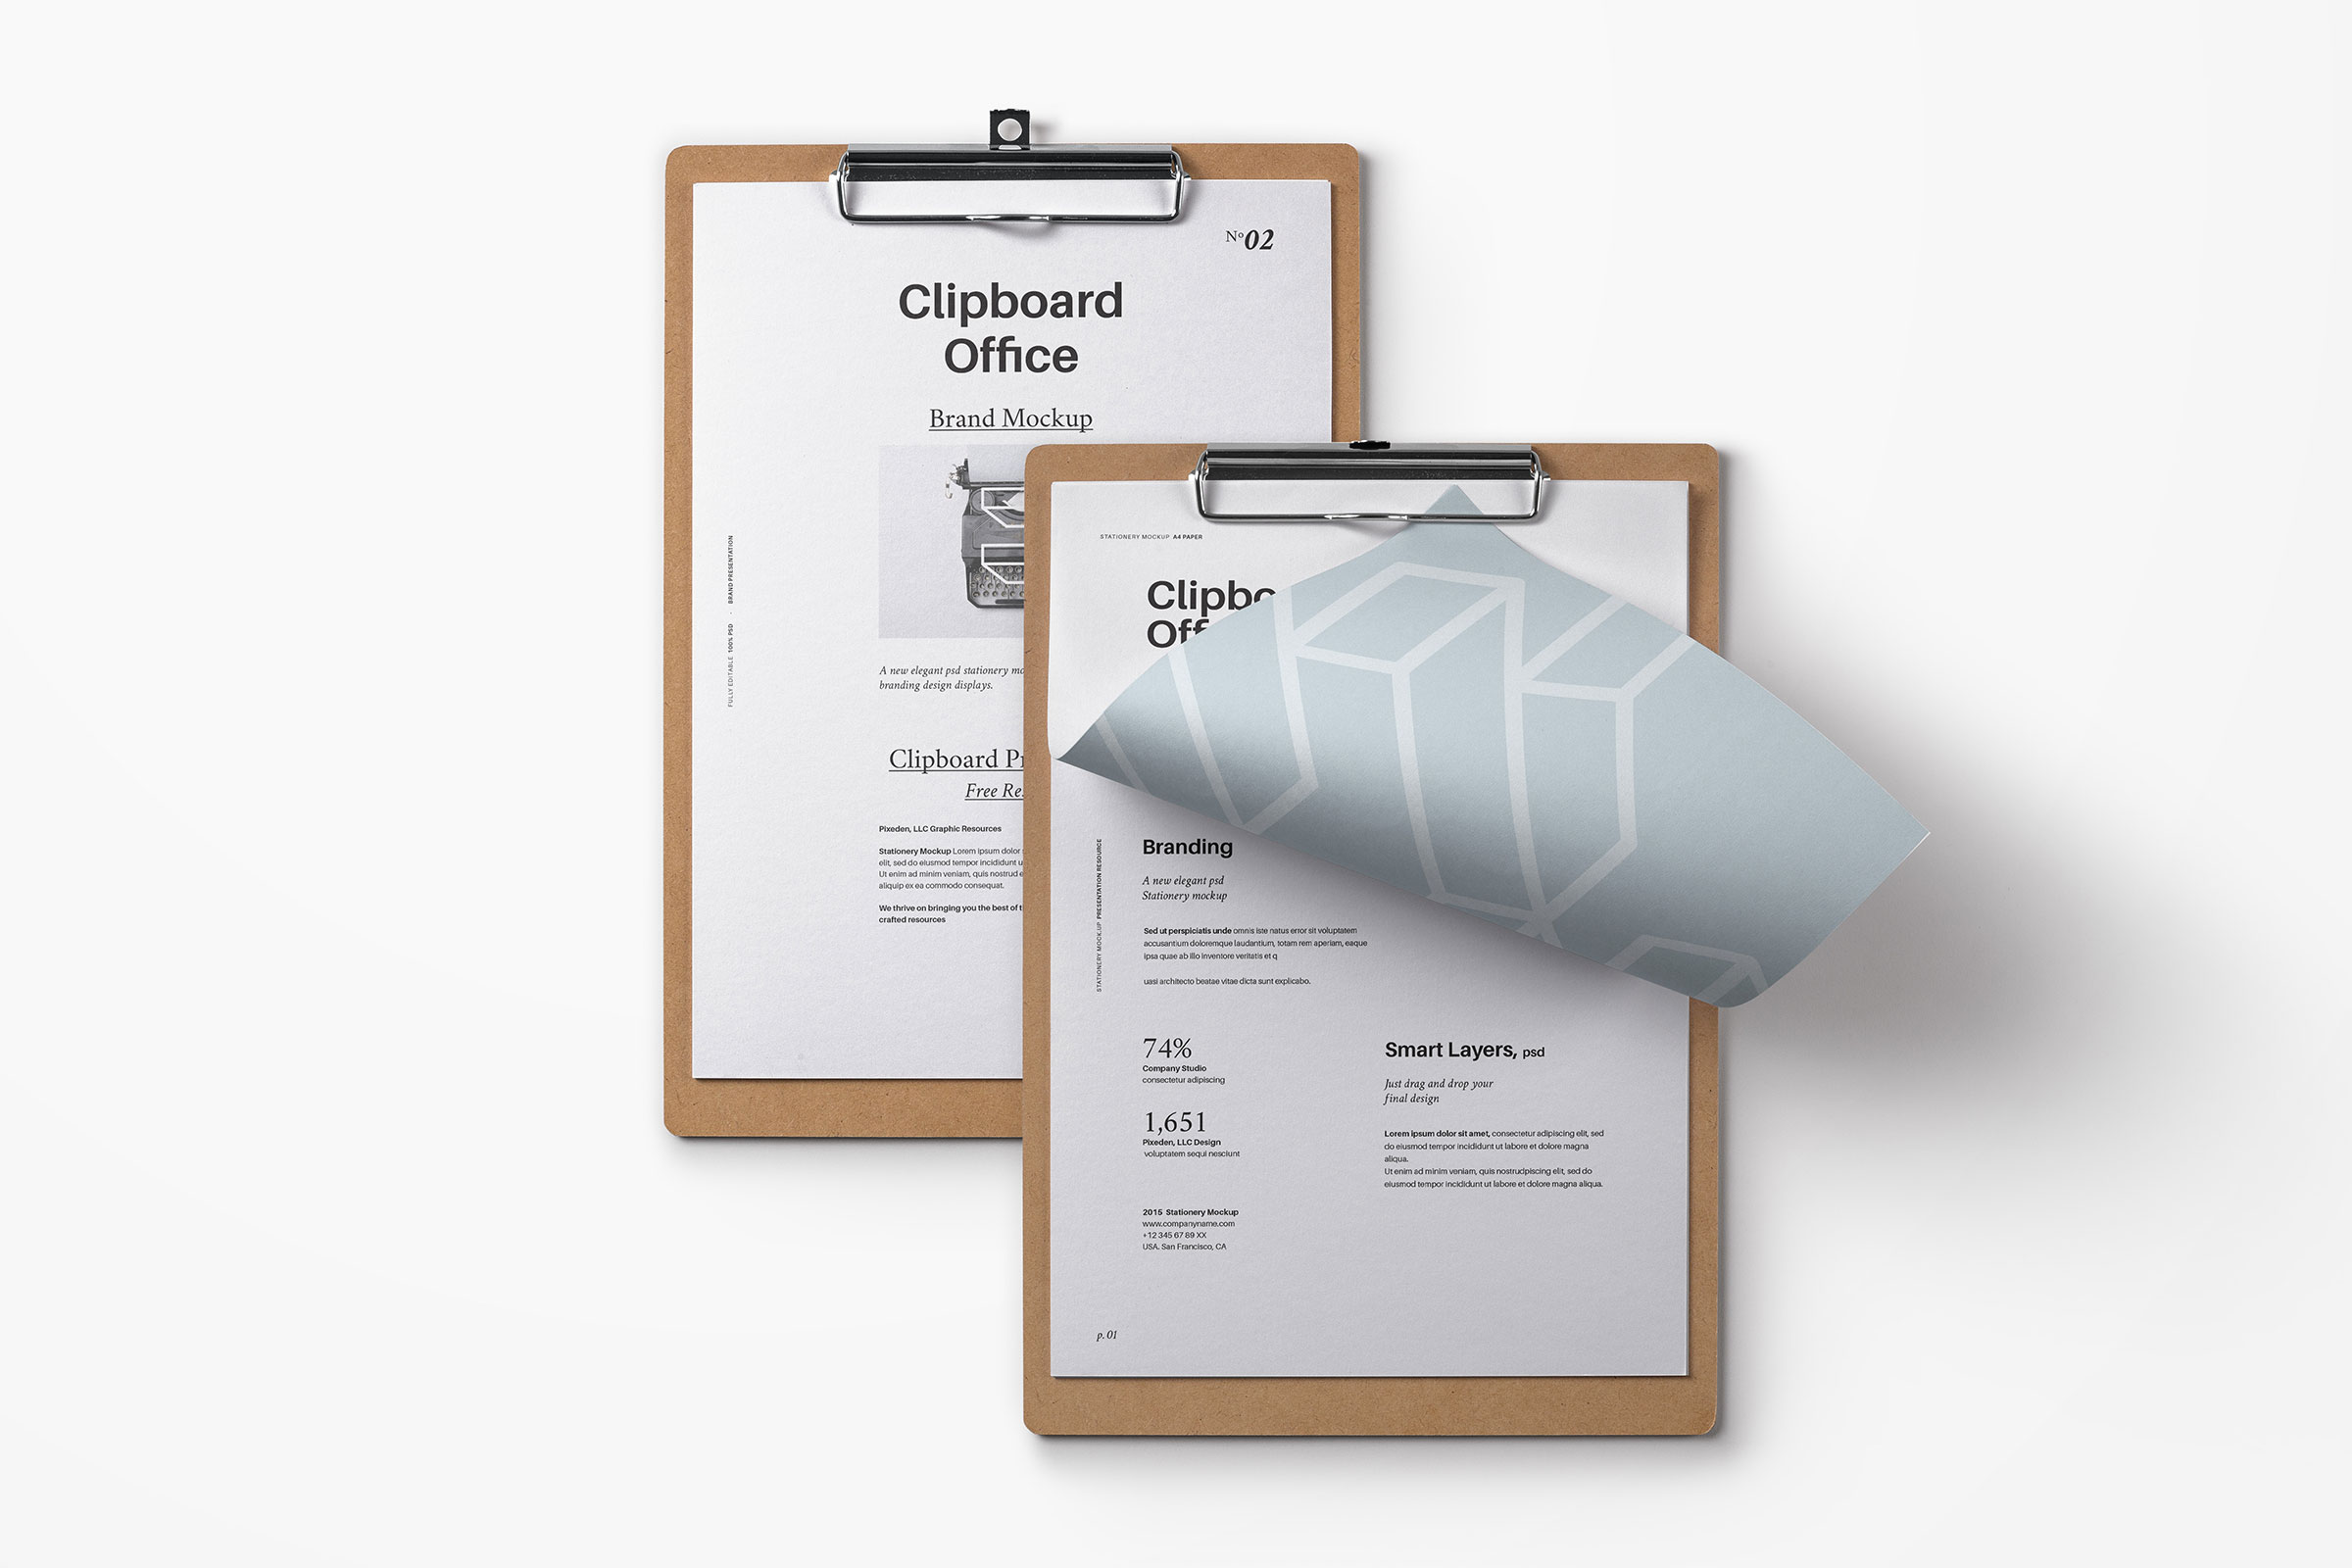 Nº02
Clipboard
Office
Brand Mockup
A new elegant psd stationery
branding design displays.
Clipboard
Free
Pixeden, LLC Graphic Resources
Stationery Mockup Lorem ipsum dolor
elit, sed do eiusmod tempor incididunt
Ut enim ad minim veniam, quis nostrud
aliquip ex ea commodo consequat.
We thrive on bringing you the best of
crafted resources
FULLY EDITABLE 100% PSD - BRAND PRESENTATION
STATIONERY MOCKUP A4 PAPER
Clipbo
Off
Branding
A new elegant psd
Stationery mockup
Sed ut perspiciatis unde omnis iste natus error sit voluptatem
accusantium doloremque laudantium, totam rem aperiam, eaque
ipsa quae ab illo inventore veritatis et q
uasi architecto beatae vitae dicta sunt explicabo.
STATIONERY MOCK.UP PRESENTATION RESOURCE
74%
Company Studio
consectetur adipiscing
1,651
Pixeden, LLC Design
voluptatem sequi nesciunt
2015 Stationery Mockup
www.companyname.com
+12 345 67 89 XX
USA. San Francisco, CA
Smart Layers, psd
Just drag and drop your
final design
Lorem ipsum dolor sit amet, consectetur adipiscing elit, sed
do eiusmod tempor incididunt ut labore et dolore magna
aliqua.
Ut enim ad minim veniam, quis nostrudpiscing elit, sed do
eiusmod tempor incididunt ut labore et dolore magna aliqua.
p. 01